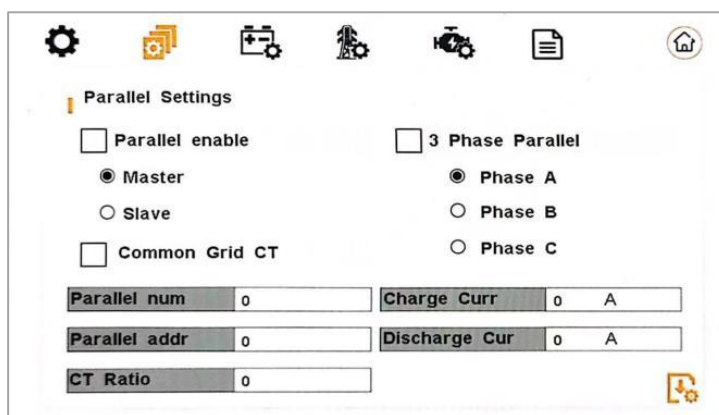 Parallel Settings
Parallel enable
3 Phase Parallel
Master
Phase A
Slave
Phase B
Common Grid CT
Phase C
Parallel num 0
Charge Curr 0 A
Parallel addr 0
Discharge Cur 0 A
CT Ratio 0